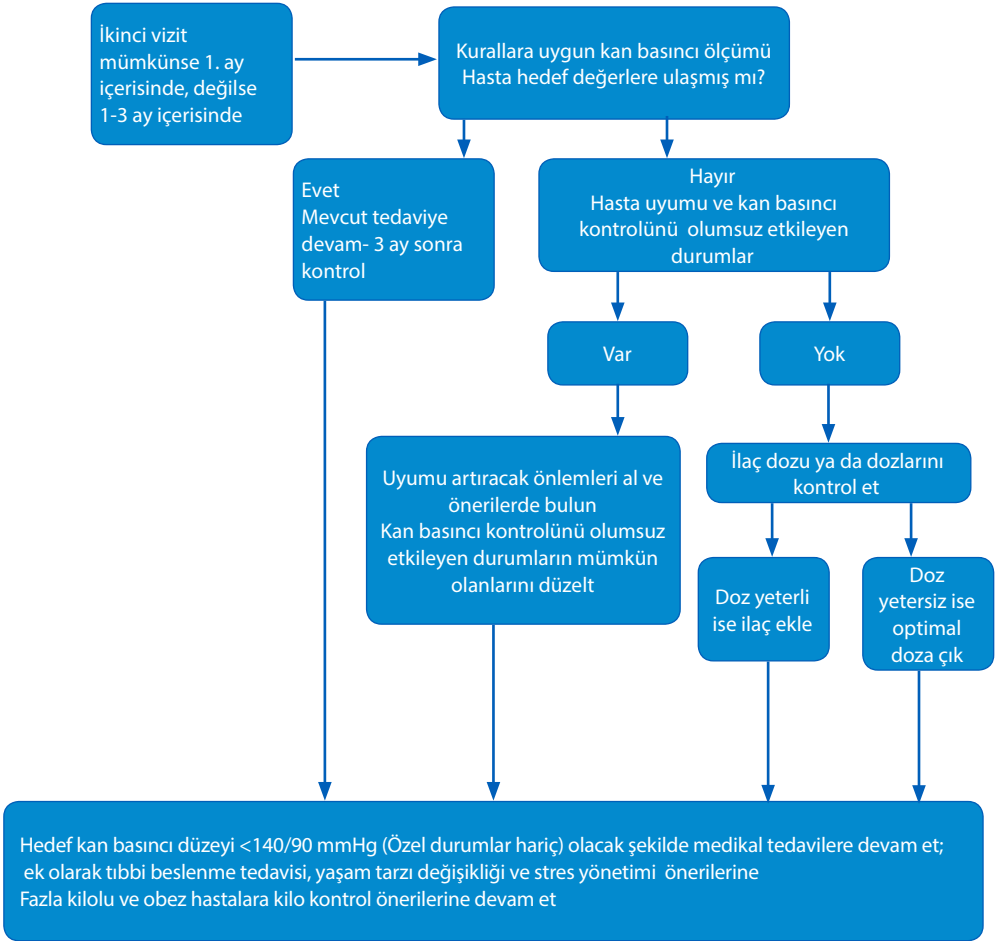 İkinci vizit
mümkünse 1. ay
içerisinde, değilse
1-3 ay içerisinde
Kurallara uygun kan basıncı ölçümü
Hasta hedef değerlere ulaşmış mı?
Evet
Mevcut tedaviye
devam- 3 ay sonra
kontrol
Hayır
Hasta uyumu ve kan basıncı
kontrolünü olumsuz etkileyen
durumlar
Var
Yok
Uyumu artıracak önlemleri al ve
önerilerde bulun
Kan basıncı kontrolünü olumsuz
etkileyen durumların mümkün
olanlarını düzelt
İlaç dozu ya da dozlarını
kontrol et
Doz yeterli
ise ilaç ekle
Doz
yetersiz ise
optimal
doza çık
Hedef kan basıncı düzeyi <140/90 mmHg (Özel durumlar hariç) olacak şekilde medikal tedavilere devam et;
ek olarak tıbbi beslenme tedavisi, yaşam tarzı değişikliği ve stres yönetimi önerilerine
Fazla kilolu ve obez hastalara kilo kontrol önerilerine devam et